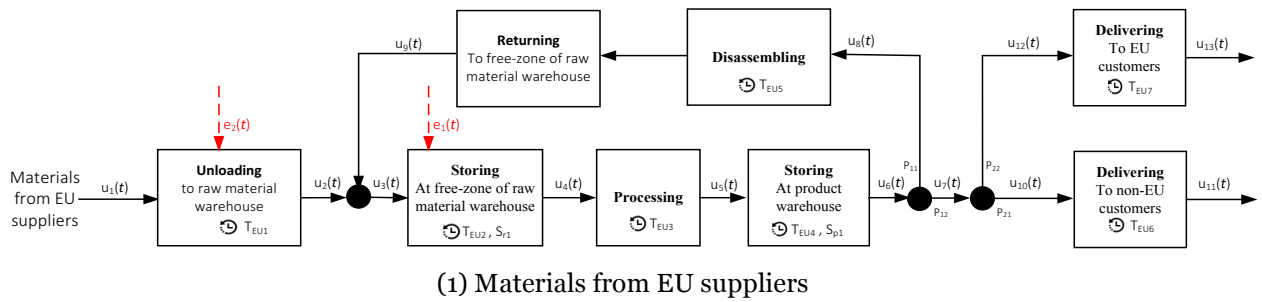 Returning
To free-zone of raw
material warehouse
u₉(t)
Disassembling
T_EU5
u₈(t)
u₁₂(t)
Delivering
To EU
customers
T_EU7
u₁₃(t)
e₂(t)
e₁(t)
Materials
from EU
suppliers
u₁(t)
Unloading
to raw material
warehouse
T_EU1
u₂(t)
u₃(t)
Storing
At free-zone of raw
material warehouse
T_EU2 , S_r1
u₄(t)
Processing
T_EU3
u₅(t)
Storing
At product
warehouse
T_EU4 , S_p1
u₆(t)
P₁₁
u₇(t)
P₁₂
P₂₂
u₁₀(t)
P₂₁
Delivering
To non-EU
customers
T_EU6
u₁₁(t)
(1) Materials from EU suppliers